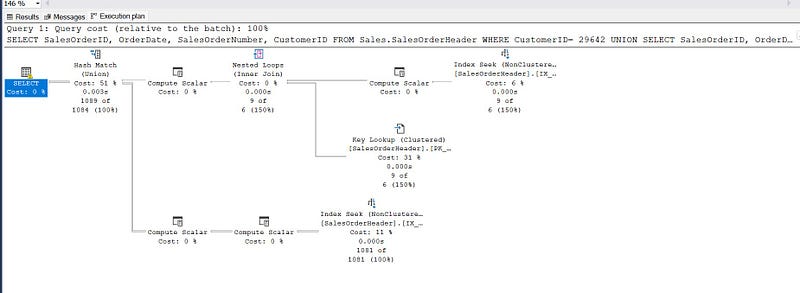 146 %
Results Messages Execution plan
Query 1: Query cost (relative to the batch): 100%
SELECT SalesOrderID, OrderDate, SalesOrderNumber, CustomerID FROM Sales.SalesOrderHeader WHERE CustomerID= 29642 UNION SELECT SalesOrderID, OrderD...
SELECT
Cost: 0 %
Hash Match
(Union)
Cost: 51 %
0.003s
1089 of
1084 (100%)
Compute Scalar
Cost: 0 %
Nested Loops
(Inner Join)
Cost: 0 %
0.000s
9 of
6 (150%)
Compute Scalar
Cost: 0 %
Index Seek (NonClustere...
[SalesOrderHeader].[IX_...
Cost: 6 %
0.000s
9 of
6 (150%)
Key Lookup (Clustered)
[SalesOrderHeader].[PK_...
Cost: 31 %
0.000s
9 of
6 (150%)
Compute Scalar
Cost: 0 %
Compute Scalar
Cost: 0 %
Index Seek (NonClustere...
[SalesOrderHeader].[IX_...
Cost: 11 %
0.000s
1081 of
1081 (100%)